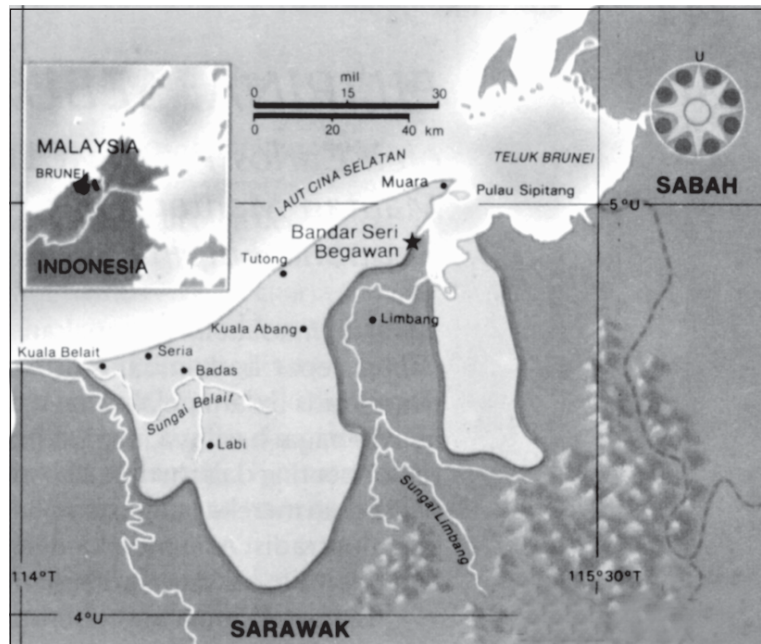 mil
0 15 30
0 20 40
km
U
MALAYSIA
BRUNEI
INDONESIA
LAUT CINA SELATAN
TELUK BRUNEI
SABAH
Muara
Pulau Sipitang
5°U
Bandar Seri
Begawan
Tutong
Kuala Abang
Limbang
Kuala Belait
Seria
Badas
Sungai Belait
Labi
Sungai Limbang
114°T
115°30'T
4°U
SARAWAK